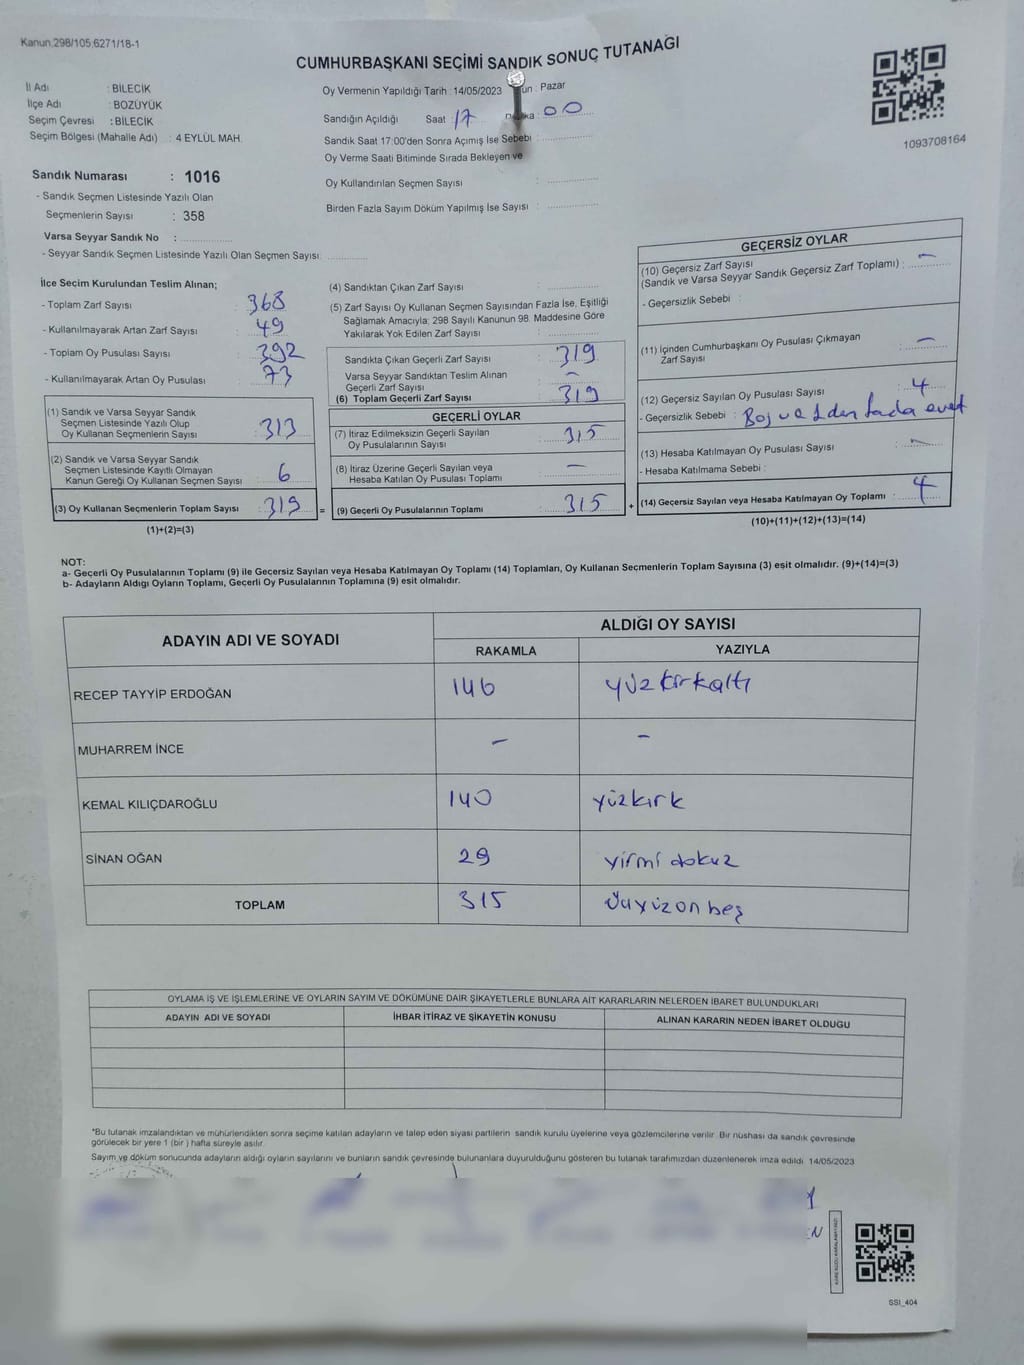 Kanun.298/105;6271/18-1
CUMHURBAŞKANI SEÇİMİ SANDIK SONUÇ TUTANAĞI
İl Adı : BİLECİK
İlçe Adı : BOZÜYÜK
Seçim Çevresi : BİLECİK
Seçim Bölgesi (Mahalle Adı) : 4 EYLÜL MAH.
Oy Vermenin Yapıldığı Tarih : 14/05/2023 : Pazar
Sandığın Açıldığı Saat 17 : 00
Sandık Saat 17:00'den Sonra Açımış İse Sebebi :
Oy Verme Saati Bitiminde Sırada Bekleyen ve
Oy Kullandırılan Seçmen Sayısı :
Birden Fazla Sayım Döküm Yapılmış İse Sayısı :
1093708164
Sandık Numarası : 1016
- Sandık Seçmen Listesinde Yazılı Olan
Seçmenlerin Sayısı : 358
Varsa Seyyar Sandık No :
- Seyyar Sandık Seçmen Listesinde Yazılı Olan Seçmen Sayısı:
İlce Secim Kurulundan Teslim Alınan;
- Toplam Zarf Sayısı : 368
- Kullanılmayarak Artan Zarf Sayısı : 49
- Toplam Oy Pusulası Sayısı : 392
- Kullanılmayarak Artan Oy Pusulası : 73
(1) Sandık ve Varsa Seyyar Sandık
Seçmen Listesinde Yazılı Olup
Oy Kullanan Seçmenlerin Sayısı : 313
(2) Sandık ve Varsa Seyyar Sandık
Seçmen Listesinde Kayıtlı Olmayan
Kanun Gereği Oy Kullanan Seçmen Sayısı : 6
(3) Oy Kullanan Seçmenlerin Toplam Sayısı : 319 =
(1)+(2)=(3)
(4) Sandıktan Çıkan Zarf Sayısı :
(5) Zarf Sayısı Oy Kullanan Seçmen Sayısından Fazla İse, Eşitliği
Sağlamak Amacıyla; 298 Sayılı Kanunun 98. Maddesine Göre
Yakılarak Yok Edilen Zarf Sayısı :
Sandıkta Çıkan Geçerli Zarf Sayısı : 319
Varsa Seyyar Sandıktan Teslim Alınan
Geçerli Zarf Sayısı : –
(6) Toplam Geçerli Zarf Sayısı : 319
GEÇERLİ OYLAR
(7) İtiraz Edilmeksizin Geçerli Sayılan
Oy Pusulalarının Sayısı : 315
(8) İtiraz Üzerine Geçerli Sayılan veya
Hesaba Katılan Oy Pusulası Toplamı : –
(9) Geçerli Oy Pusulalarının Toplamı : 315 +
GEÇERSİZ OYLAR
(10) Geçersiz Zarf Sayısı
(Sandık ve Varsa Seyyar Sandık Geçersiz Zarf Toplamı) : –
- Geçersizlik Sebebi :
(11) İçinden Cumhurbaşkanı Oy Pusulası Çıkmayan
Zarf Sayısı : –
(12) Geçersiz Sayılan Oy Pusulası Sayısı : 4
- Geçersizlik Sebebi : Boş ve 1 den fazla evet
(13) Hesaba Katılmayan Oy Pusulası Sayısı : –
- Hesaba Katılmama Sebebi :
(14) Gecersiz Sayılan veya Hesaba Katılmayan Oy Toplamı : 4
(10)+(11)+(12)+(13)=(14)
NOT:
a- Geçerli Oy Pusulalarının Toplamı (9) ile Gecersiz Sayılan veya Hesaba Katılmayan Oy Toplamı (14) Toplamları, Oy Kullanan Secmenlerin Toplam Sayısına (3) esit olmalıdır. (9)+(14)=(3)
b- Adayların Aldığı Oyların Toplamı, Geçerli Oy Pusulalarının Toplamına (9) eşit olmalıdır.
ADAYIN ADI VE SOYADI
ALDIĞI OY SAYISI
RAKAMLA YAZIYLA
RECEP TAYYİP ERDOĞAN 146 yüzkırkaltı
MUHARREM İNCE – –
KEMAL KILIÇDAROĞLU 140 yüzkırk
SİNAN OĞAN 29 yirmi dokuz
TOPLAM 315 üçyüzonbeş
OYLAMA İŞ VE İŞLEMLERİNE VE OYLARIN SAYIM VE DÖKÜMÜNE DAİR ŞİKAYETLERLE BUNLARA AİT KARARLARIN NELERDEN İBARET BULUNDUKLARI
ADAYIN ADI VE SOYADI İHBAR İTİRAZ VE ŞİKAYETİN KONUSU ALINAN KARARIN NEDEN İBARET OLDUĞU
*Bu tutanak imzalandıktan ve mühürlendikten sonra seçime katılan adayların ve talep eden siyasi partilerin sandık kurulu üyelerine veya gözlemcilerine verilir. Bir nüshası da sandık çevresinde
görülecek bir yere 1 (bir) hafta süreyle asılır.
Sayım ve döküm sonucunda adayların aldığı oyların sayılarını ve bunların sandık çevresinde bulunanlara duyurulduğunu gösteren bu tutanak tarafımızdan düzenlenerek imza edildi. 14/05/2023
SSI_404